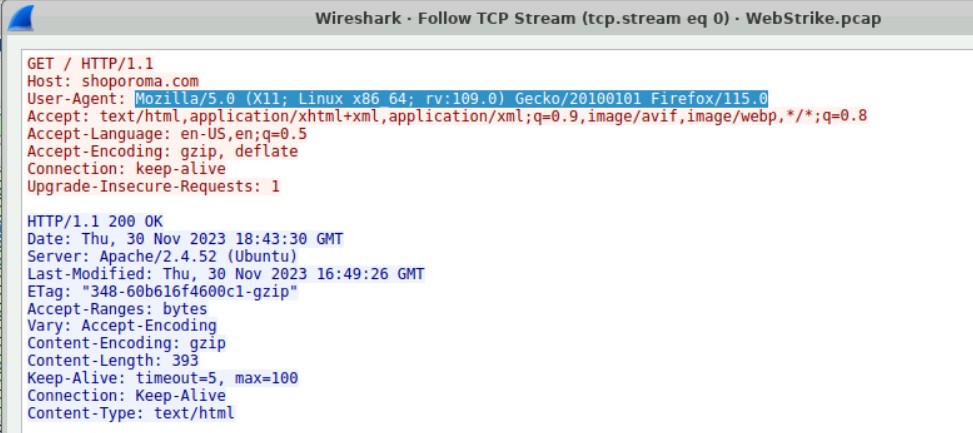 Wireshark · Follow TCP Stream (tcp.stream eq 0) · WebStrike.pcap
GET / HTTP/1.1
Host: shoporoma.com
User-Agent: Mozilla/5.0 (X11; Linux x86_64; rv:109.0) Gecko/20100101 Firefox/115.0
Accept: text/html,application/xhtml+xml,application/xml;q=0.9,image/avif,image/webp,*/*;q=0.8
Accept-Language: en-US,en;q=0.5
Accept-Encoding: gzip, deflate
Connection: keep-alive
Upgrade-Insecure-Requests: 1
HTTP/1.1 200 OK
Date: Thu, 30 Nov 2023 18:43:30 GMT
Server: Apache/2.4.52 (Ubuntu)
Last-Modified: Thu, 30 Nov 2023 16:49:26 GMT
ETag: "348-60b616f4600c1-gzip"
Accept-Ranges: bytes
Vary: Accept-Encoding
Content-Encoding: gzip
Content-Length: 393
Keep-Alive: timeout=5, max=100
Connection: Keep-Alive
Content-Type: text/html